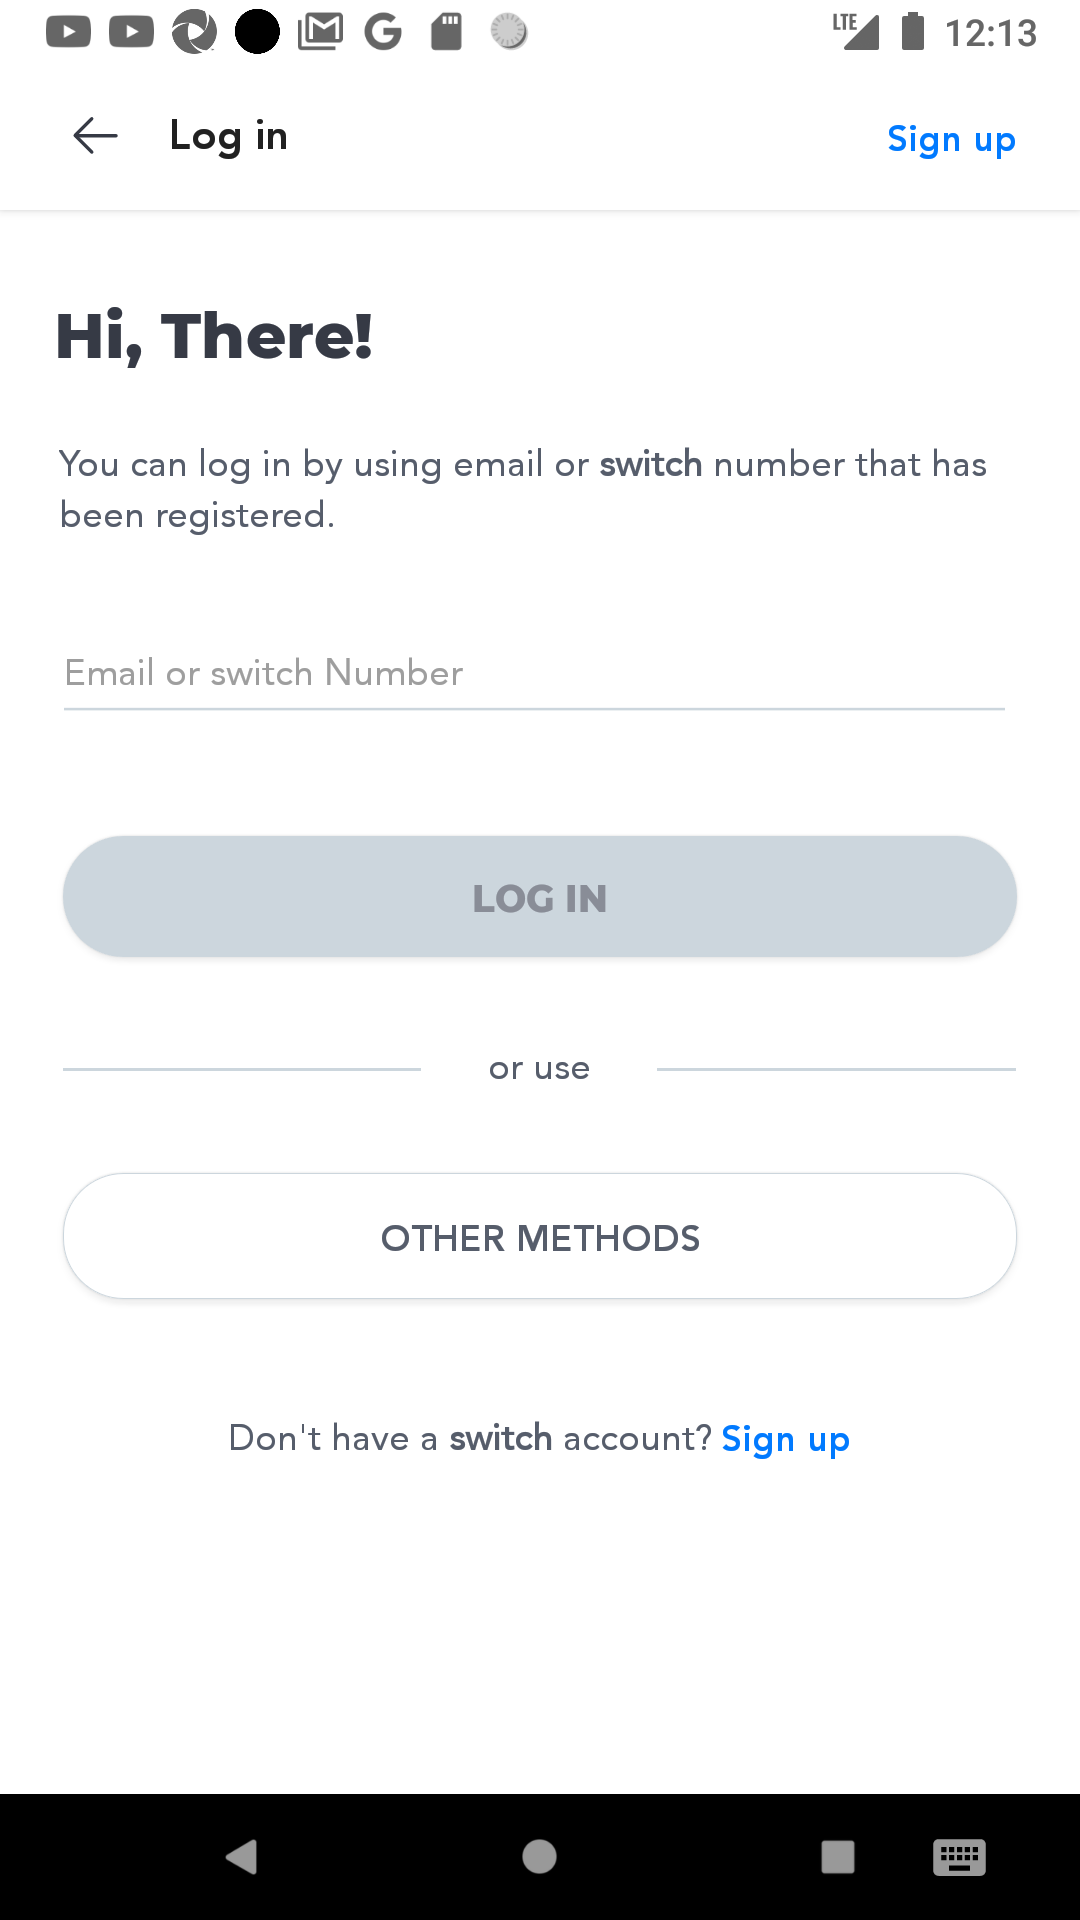 LTE 12:13
Log in
Sign up
Hi, There!
You can log in by using email or switch number that has
been registered.
Email or switch Number
LOG IN
or use
OTHER METHODS
Don't have a switch account? Sign up